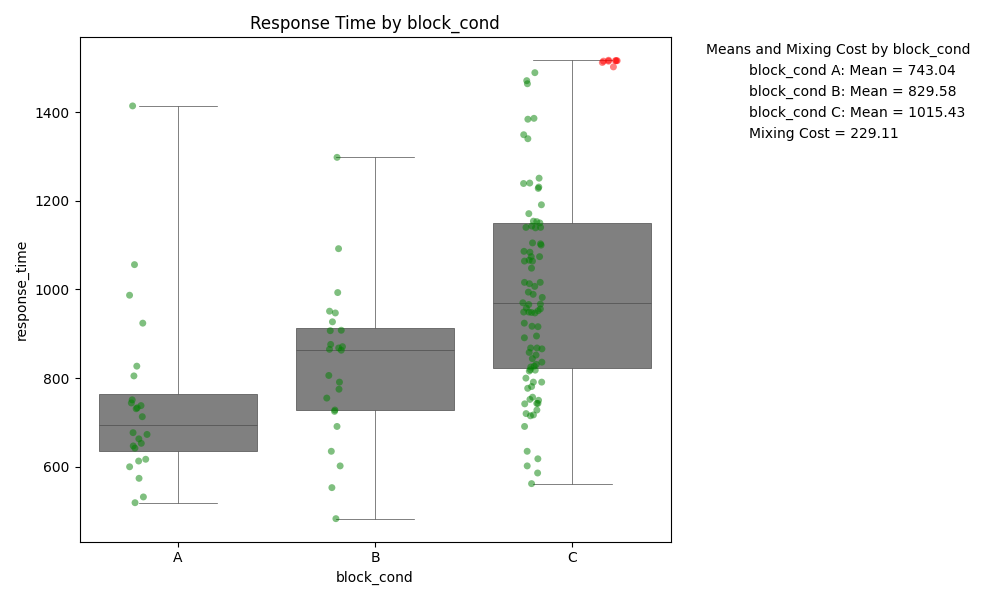 Response Time by block_cond
Means and Mixing Cost by block_cond
block_cond A: Mean = 743.04
block_cond B: Mean = 829.58
block_cond C: Mean = 1015.43
Mixing Cost = 229.11
response_time
1400
1200
1000
800
600
A B C
block_cond